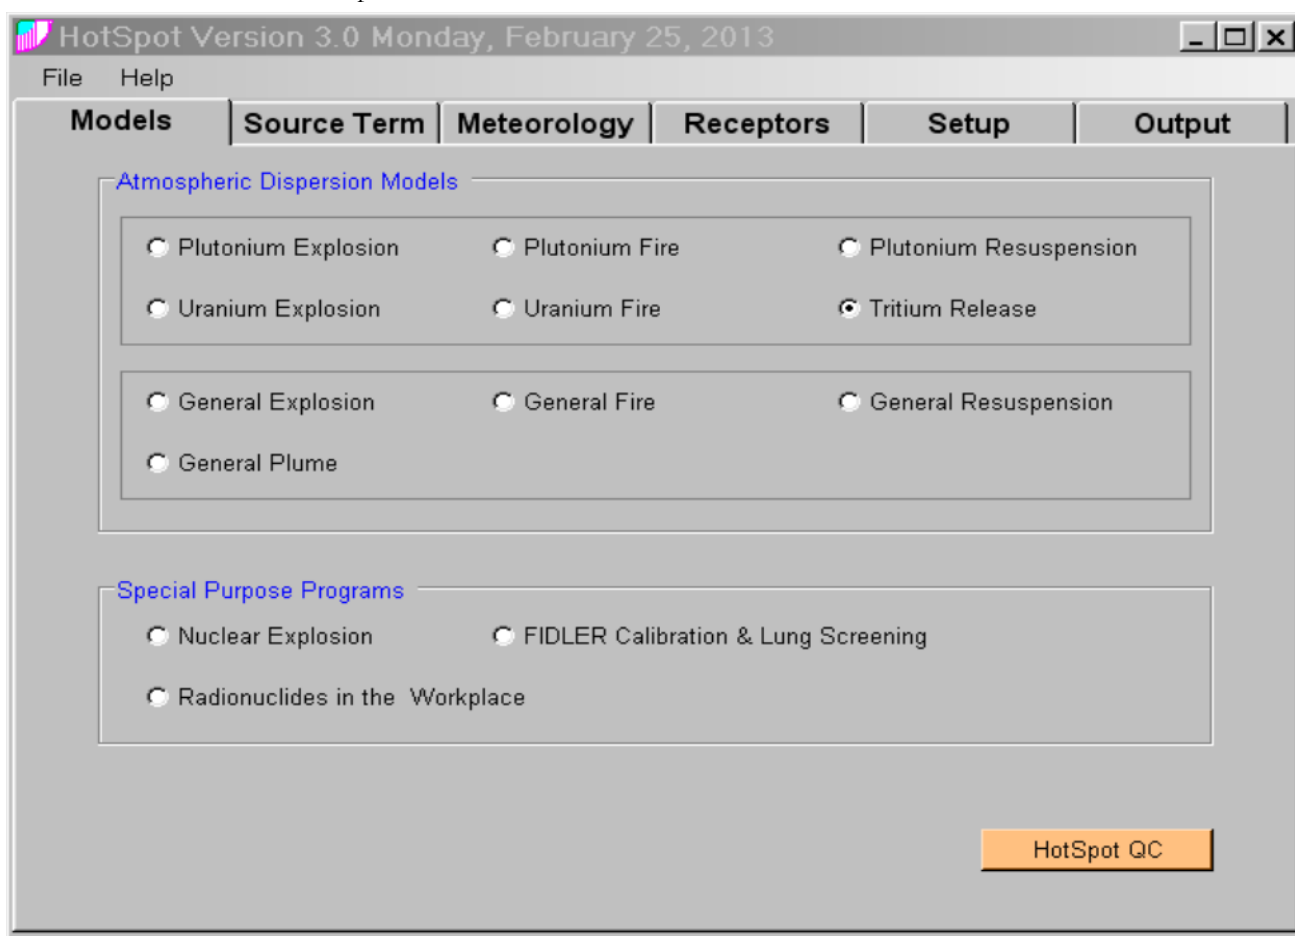 HotSpot Version 3.0 Monday, February 25, 2013
File Help
Models Source Term Meteorology Receptors Setup Output
Atmospheric Dispersion Models
Plutonium Explosion Plutonium Fire Plutonium Resuspension
Uranium Explosion Uranium Fire Tritium Release
General Explosion General Fire General Resuspension
General Plume
Special Purpose Programs
Nuclear Explosion FIDLER Calibration & Lung Screening
Radionuclides in the Workplace
HotSpot QC